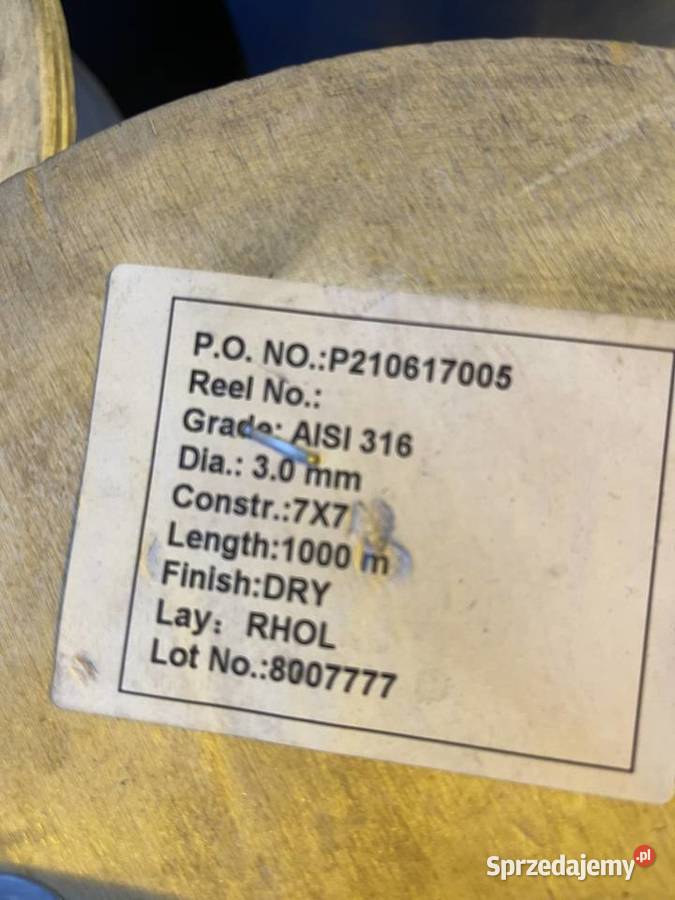 P.O. NO.:P210617005
Reel No.:
Grade: AISI 316
Dia.: 3.0 mm
Constr.:7X7
Length:1000 m
Finish:DRY
Lay: RHOL
Lot No.:8007777
Sprzedajemy.pl